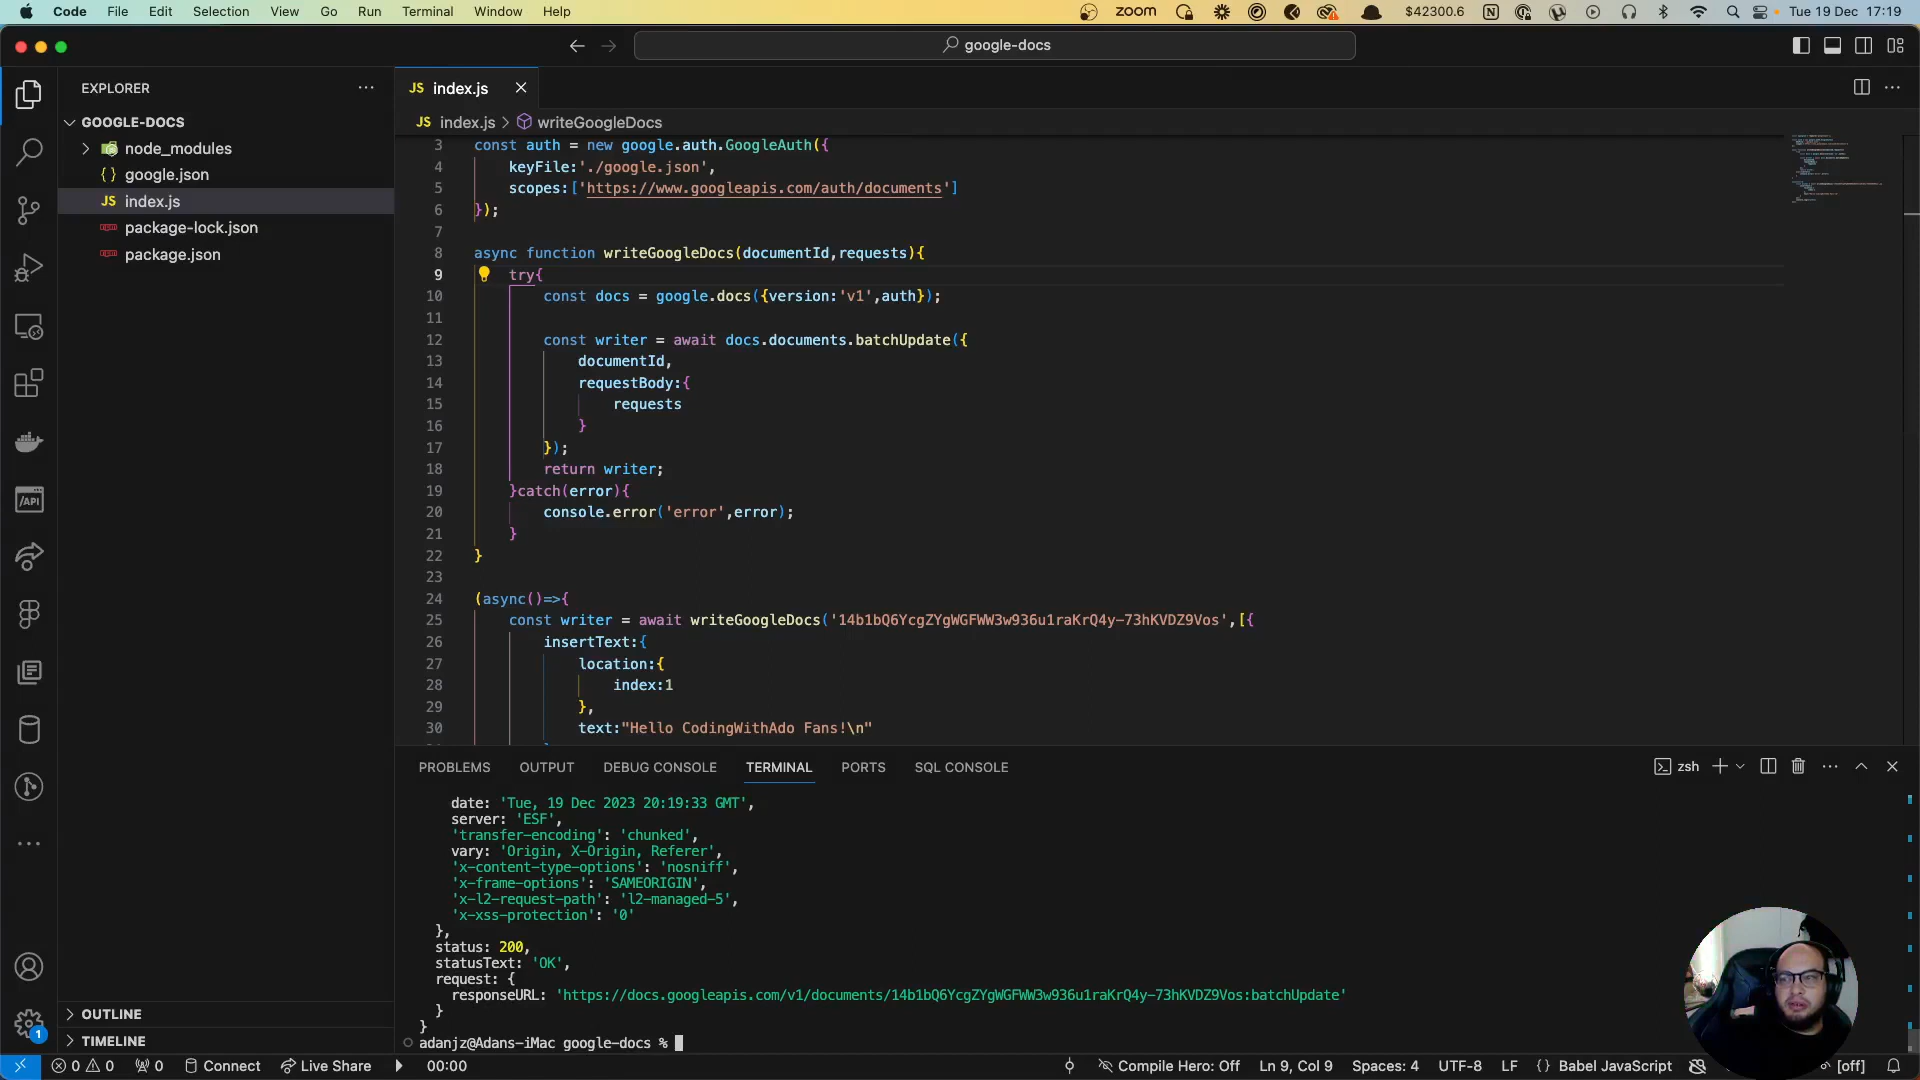 Code File Edit Selection View Go Run Terminal Window Help
zoom $42300.6 Tue 19 Dec 17:19
google-docs
EXPLORER
GOOGLE-DOCS
node_modules
{} google.json
JS index.js
package-lock.json
package.json
OUTLINE
TIMELINE
JS index.js
JS index.js > writeGoogleDocs
3 const auth = new google.auth.GoogleAuth({
4 keyFile:'./google.json',
5 scopes:['https://www.googleapis.com/auth/documents']
6 });
7
8 async function writeGoogleDocs(documentId,requests){
9 try{
10 const docs = google.docs({version:'v1',auth});
11
12 const writer = await docs.documents.batchUpdate({
13 documentId,
14 requestBody:{
15 requests
16 }
17 });
18 return writer;
19 }catch(error){
20 console.error('error',error);
21 }
22 }
23
24 (async()=>{
25 const writer = await writeGoogleDocs('14b1bQ6YcgZYgWGFWW3w936u1raKrQ4y-73hKVDZ9Vos',[{
26 insertText:{
27 location:{
28 index:1
29 },
30 text:"Hello CodingWithAdo Fans!\n"
PROBLEMS OUTPUT DEBUG CONSOLE TERMINAL PORTS SQL CONSOLE
zsh
date: 'Tue, 19 Dec 2023 20:19:33 GMT',
server: 'ESF',
'transfer-encoding': 'chunked',
vary: 'Origin, X-Origin, Referer',
'x-content-type-options': 'nosniff',
'x-frame-options': 'SAMEORIGIN',
'x-l2-request-path': 'l2-managed-5',
'x-xss-protection': '0'
},
status: 200,
statusText: 'OK',
request: {
responseURL: 'https://docs.googleapis.com/v1/documents/14b1bQ6YcgZYgWGFWW3w936u1raKrQ4y-73hKVDZ9Vos:batchUpdate'
}
}
adanjz@Adans-iMac google-docs %
/API
1
0 0 0 Connect Live Share 00:00 Compile Hero: Off Ln 9, Col 9 Spaces: 4 UTF-8 LF {} Babel JavaScript [off]